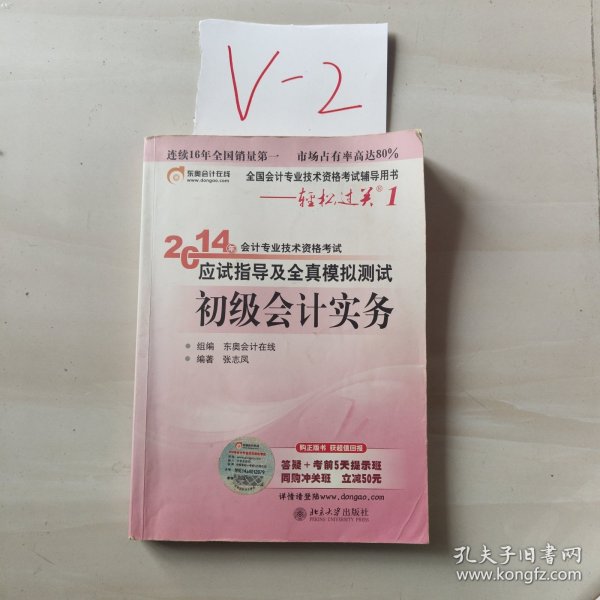 V-2
连续16年全国销量第一 市场占有率高达80%
东奥会计在线
www.dongao.com
全国会计专业技术资格考试辅导用书
——轻松过关®1
2014年 会计专业技术资格考试
应试指导及全真模拟测试
初级会计实务
组编 东奥会计在线
编著 张志凤
购正版书 获超值回报
答疑+考前5天提示班
同购冲关班 立减50元
详情请登陆www.dongao.com
北京大学出版社
PEKING UNIVERSITY PRESS
孔夫子旧书网
www.kongfz.com